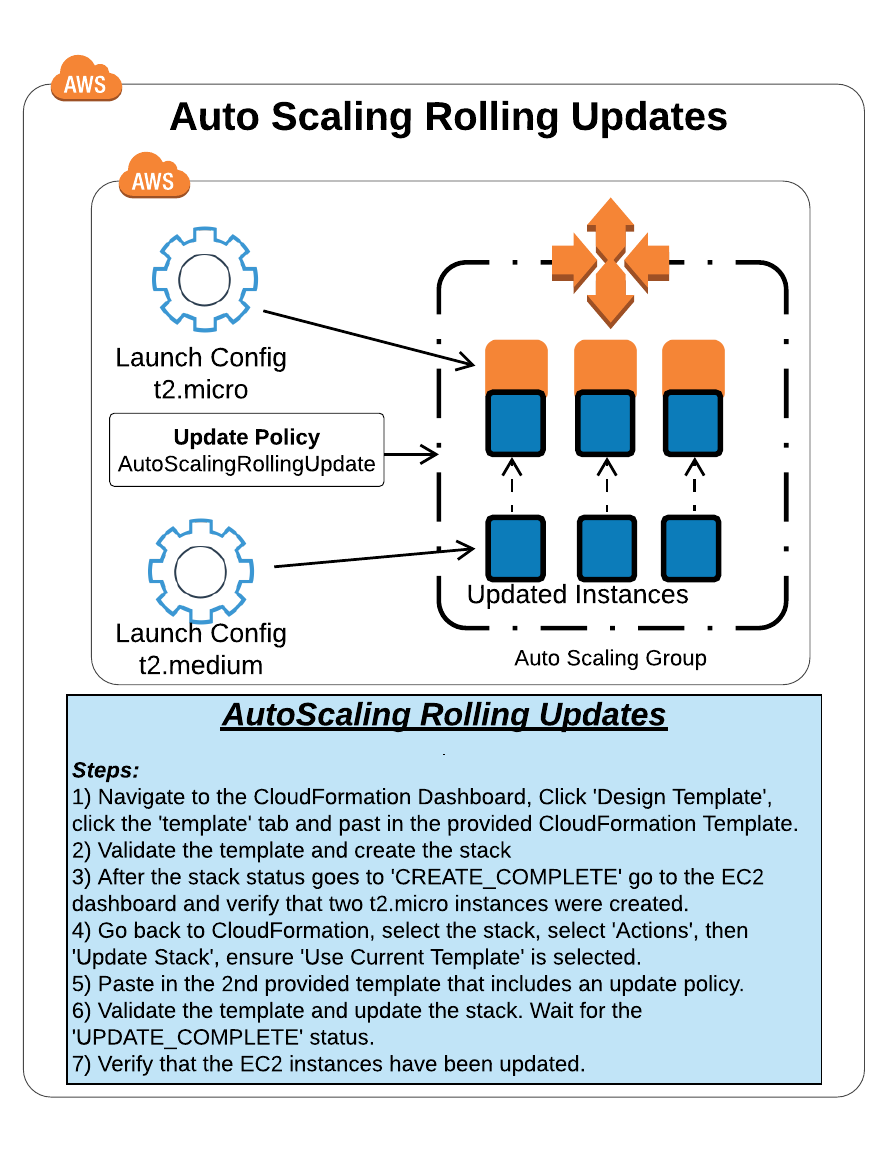 AWS
Auto Scaling Rolling Updates
AWS
Launch Config
t2.micro
Update Policy
AutoScalingRollingUpdate
Launch Config
t2.medium
Updated Instances
Auto Scaling Group
AutoScaling Rolling Updates
.
Steps:
1) Navigate to the CloudFormation Dashboard, Click 'Design Template',
click the 'template' tab and past in the provided CloudFormation Template.
2) Validate the template and create the stack
3) After the stack status goes to 'CREATE_COMPLETE' go to the EC2
dashboard and verify that two t2.micro instances were created.
4) Go back to CloudFormation, select the stack, select 'Actions', then
'Update Stack', ensure 'Use Current Template' is selected.
5) Paste in the 2nd provided template that includes an update policy.
6) Validate the template and update the stack. Wait for the
'UPDATE_COMPLETE' status.
7) Verify that the EC2 instances have been updated.